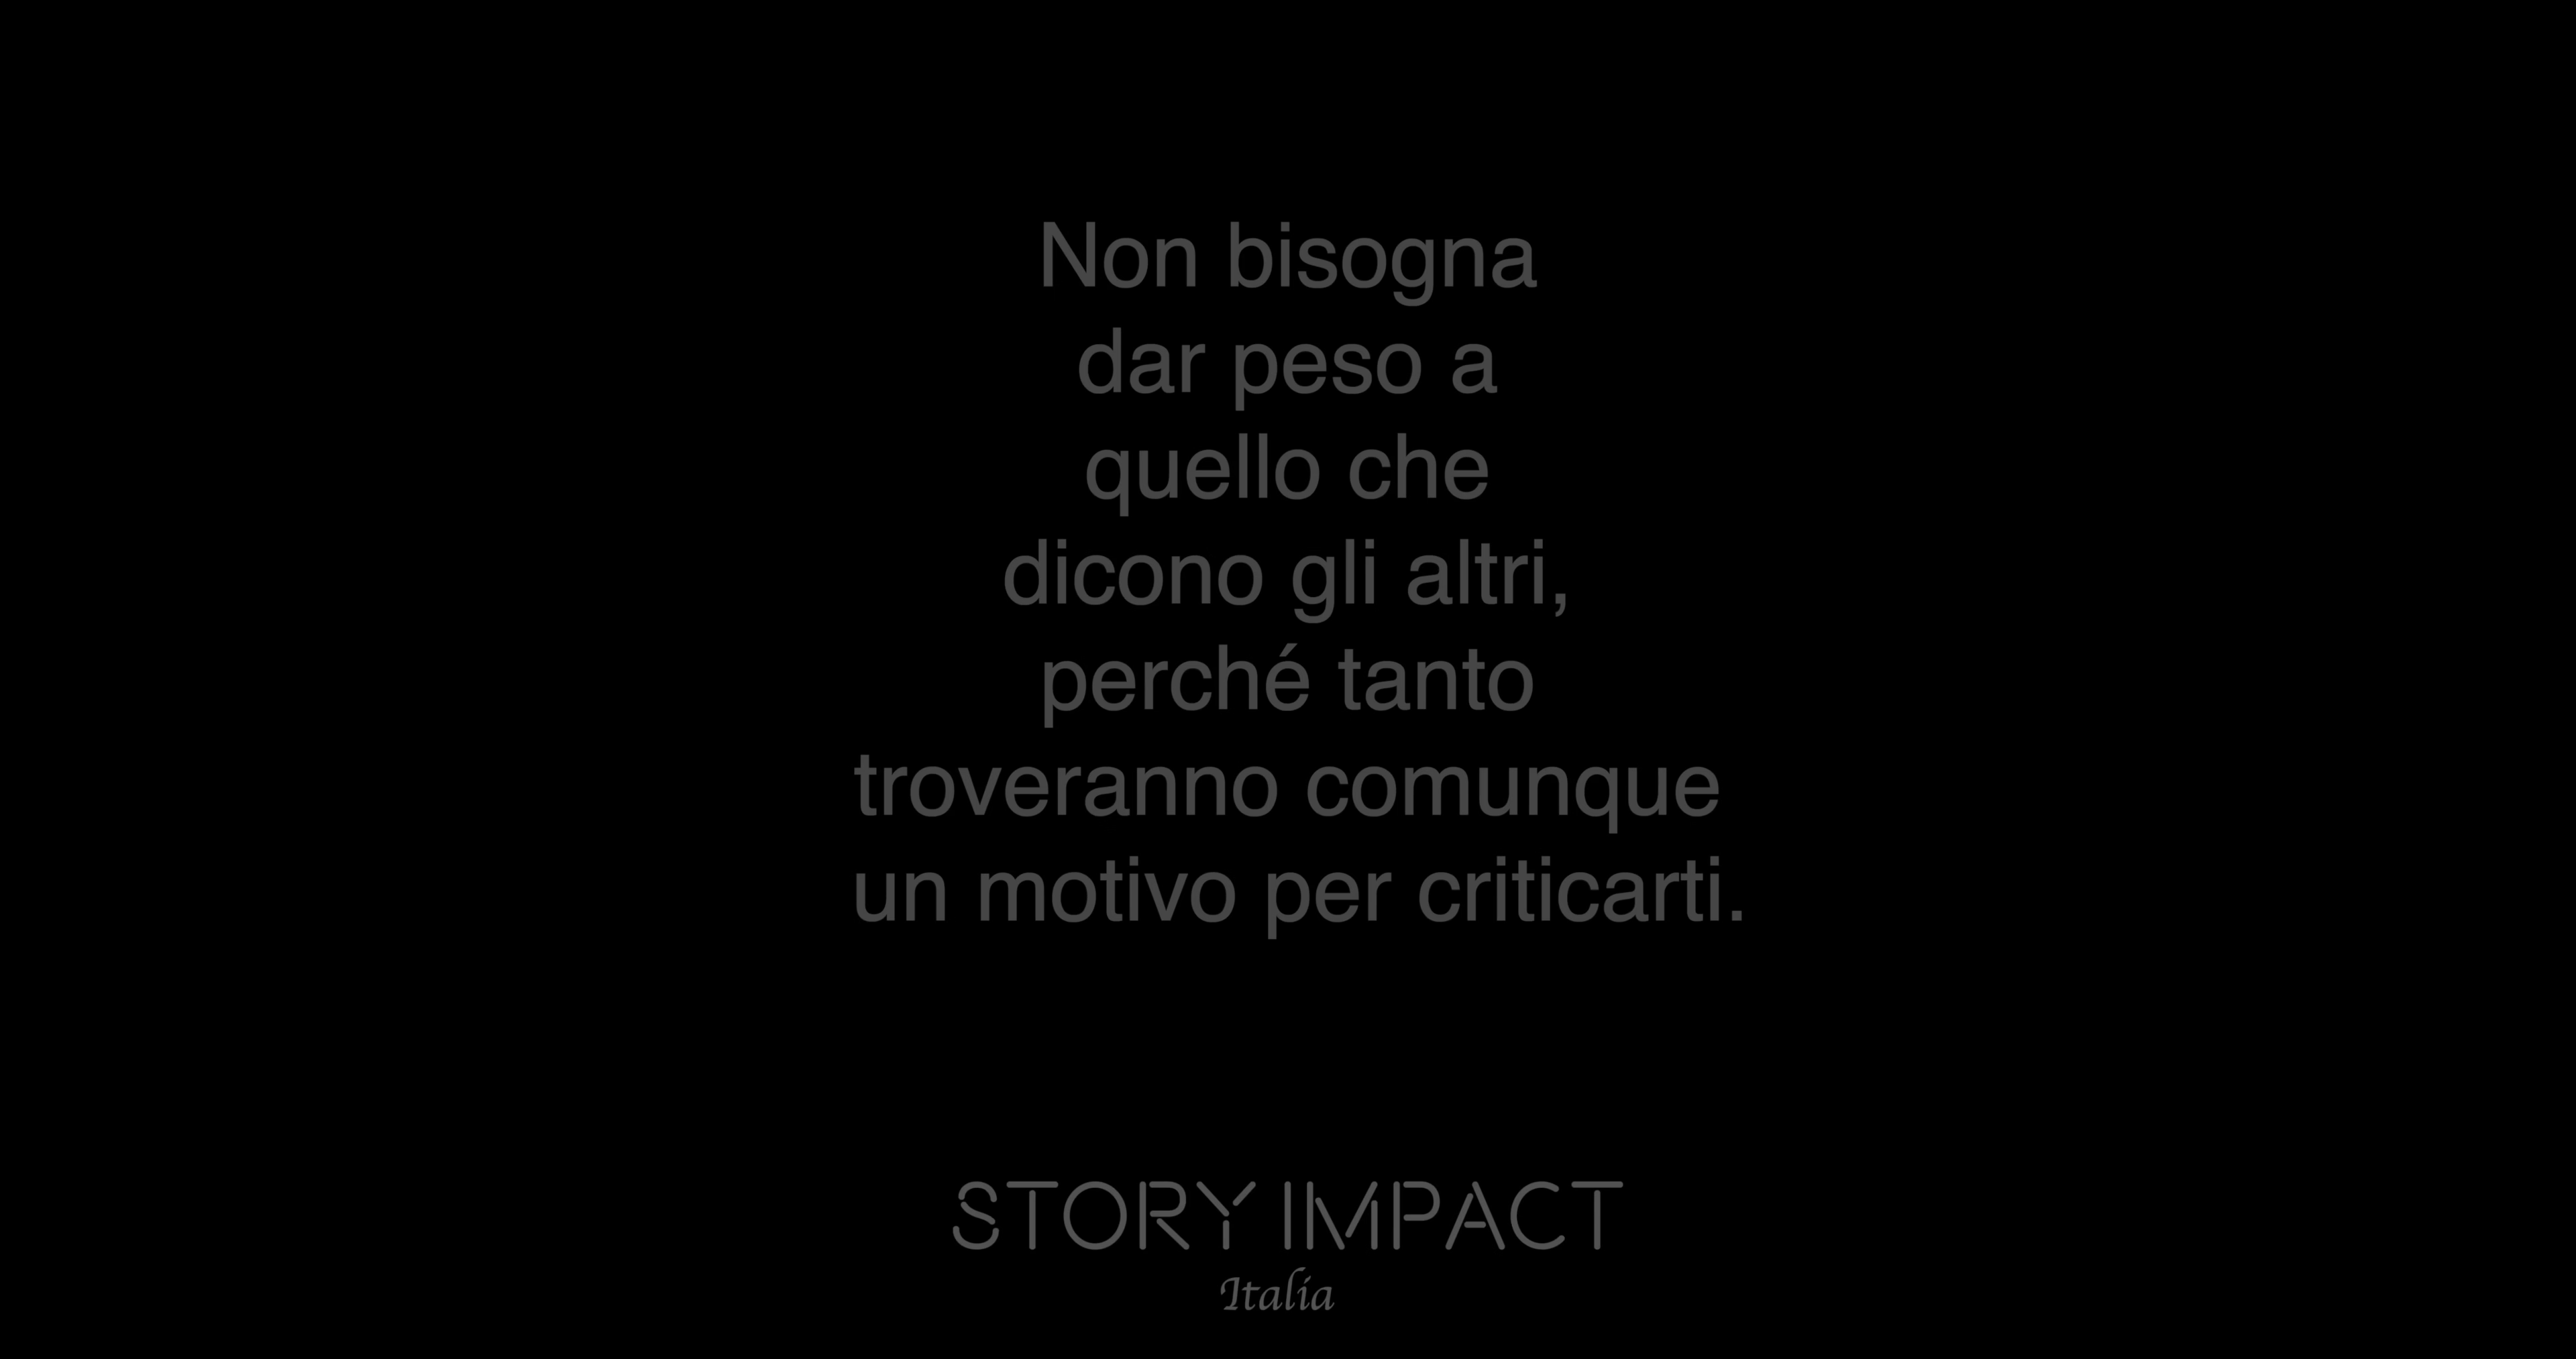 Non bisogna
dar peso a
quello che
dicono gli altri,
perché tanto
troveranno comunque
un motivo per criticarti.
STORY IMPACT
Italia